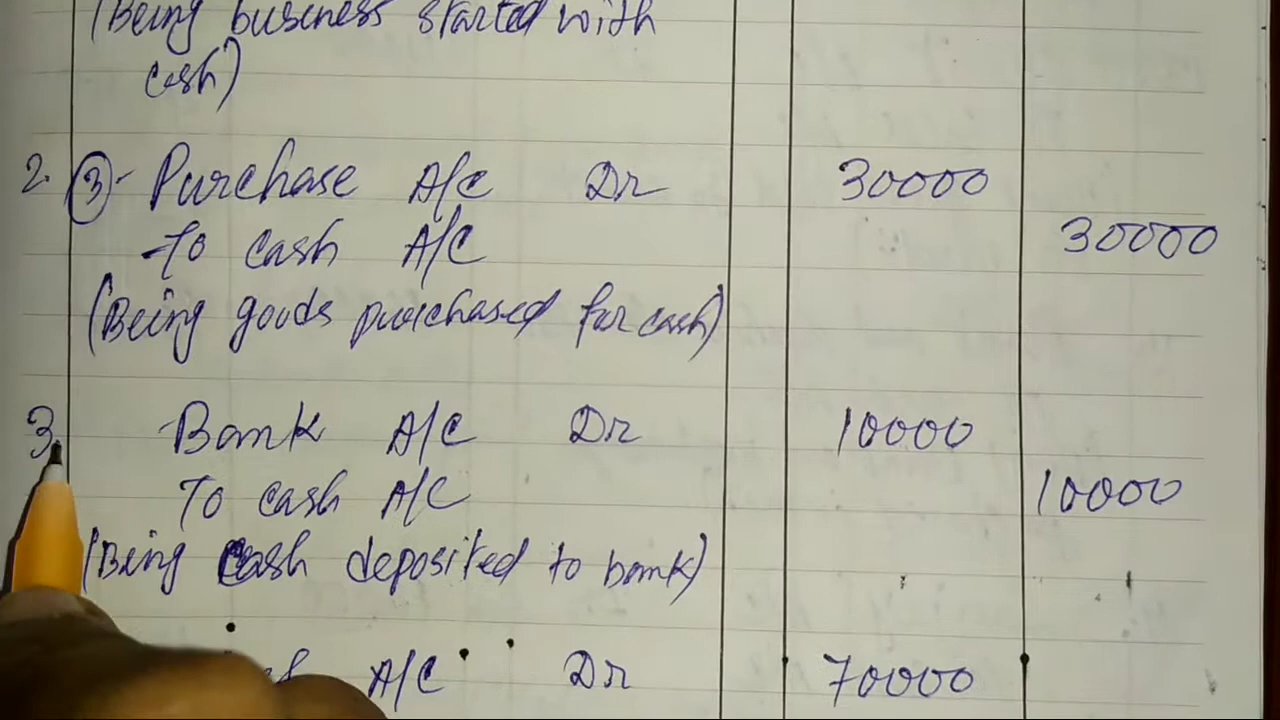 (Being business started with
cash)
2. (3) Purchase A/C Dr 30000
To cash A/C 30000
(Being goods purchased for cash)
3. Bank A/C Dr 10000
To cash A/C 10000
(Being Cash deposited to bank)
A/C Dr 70000